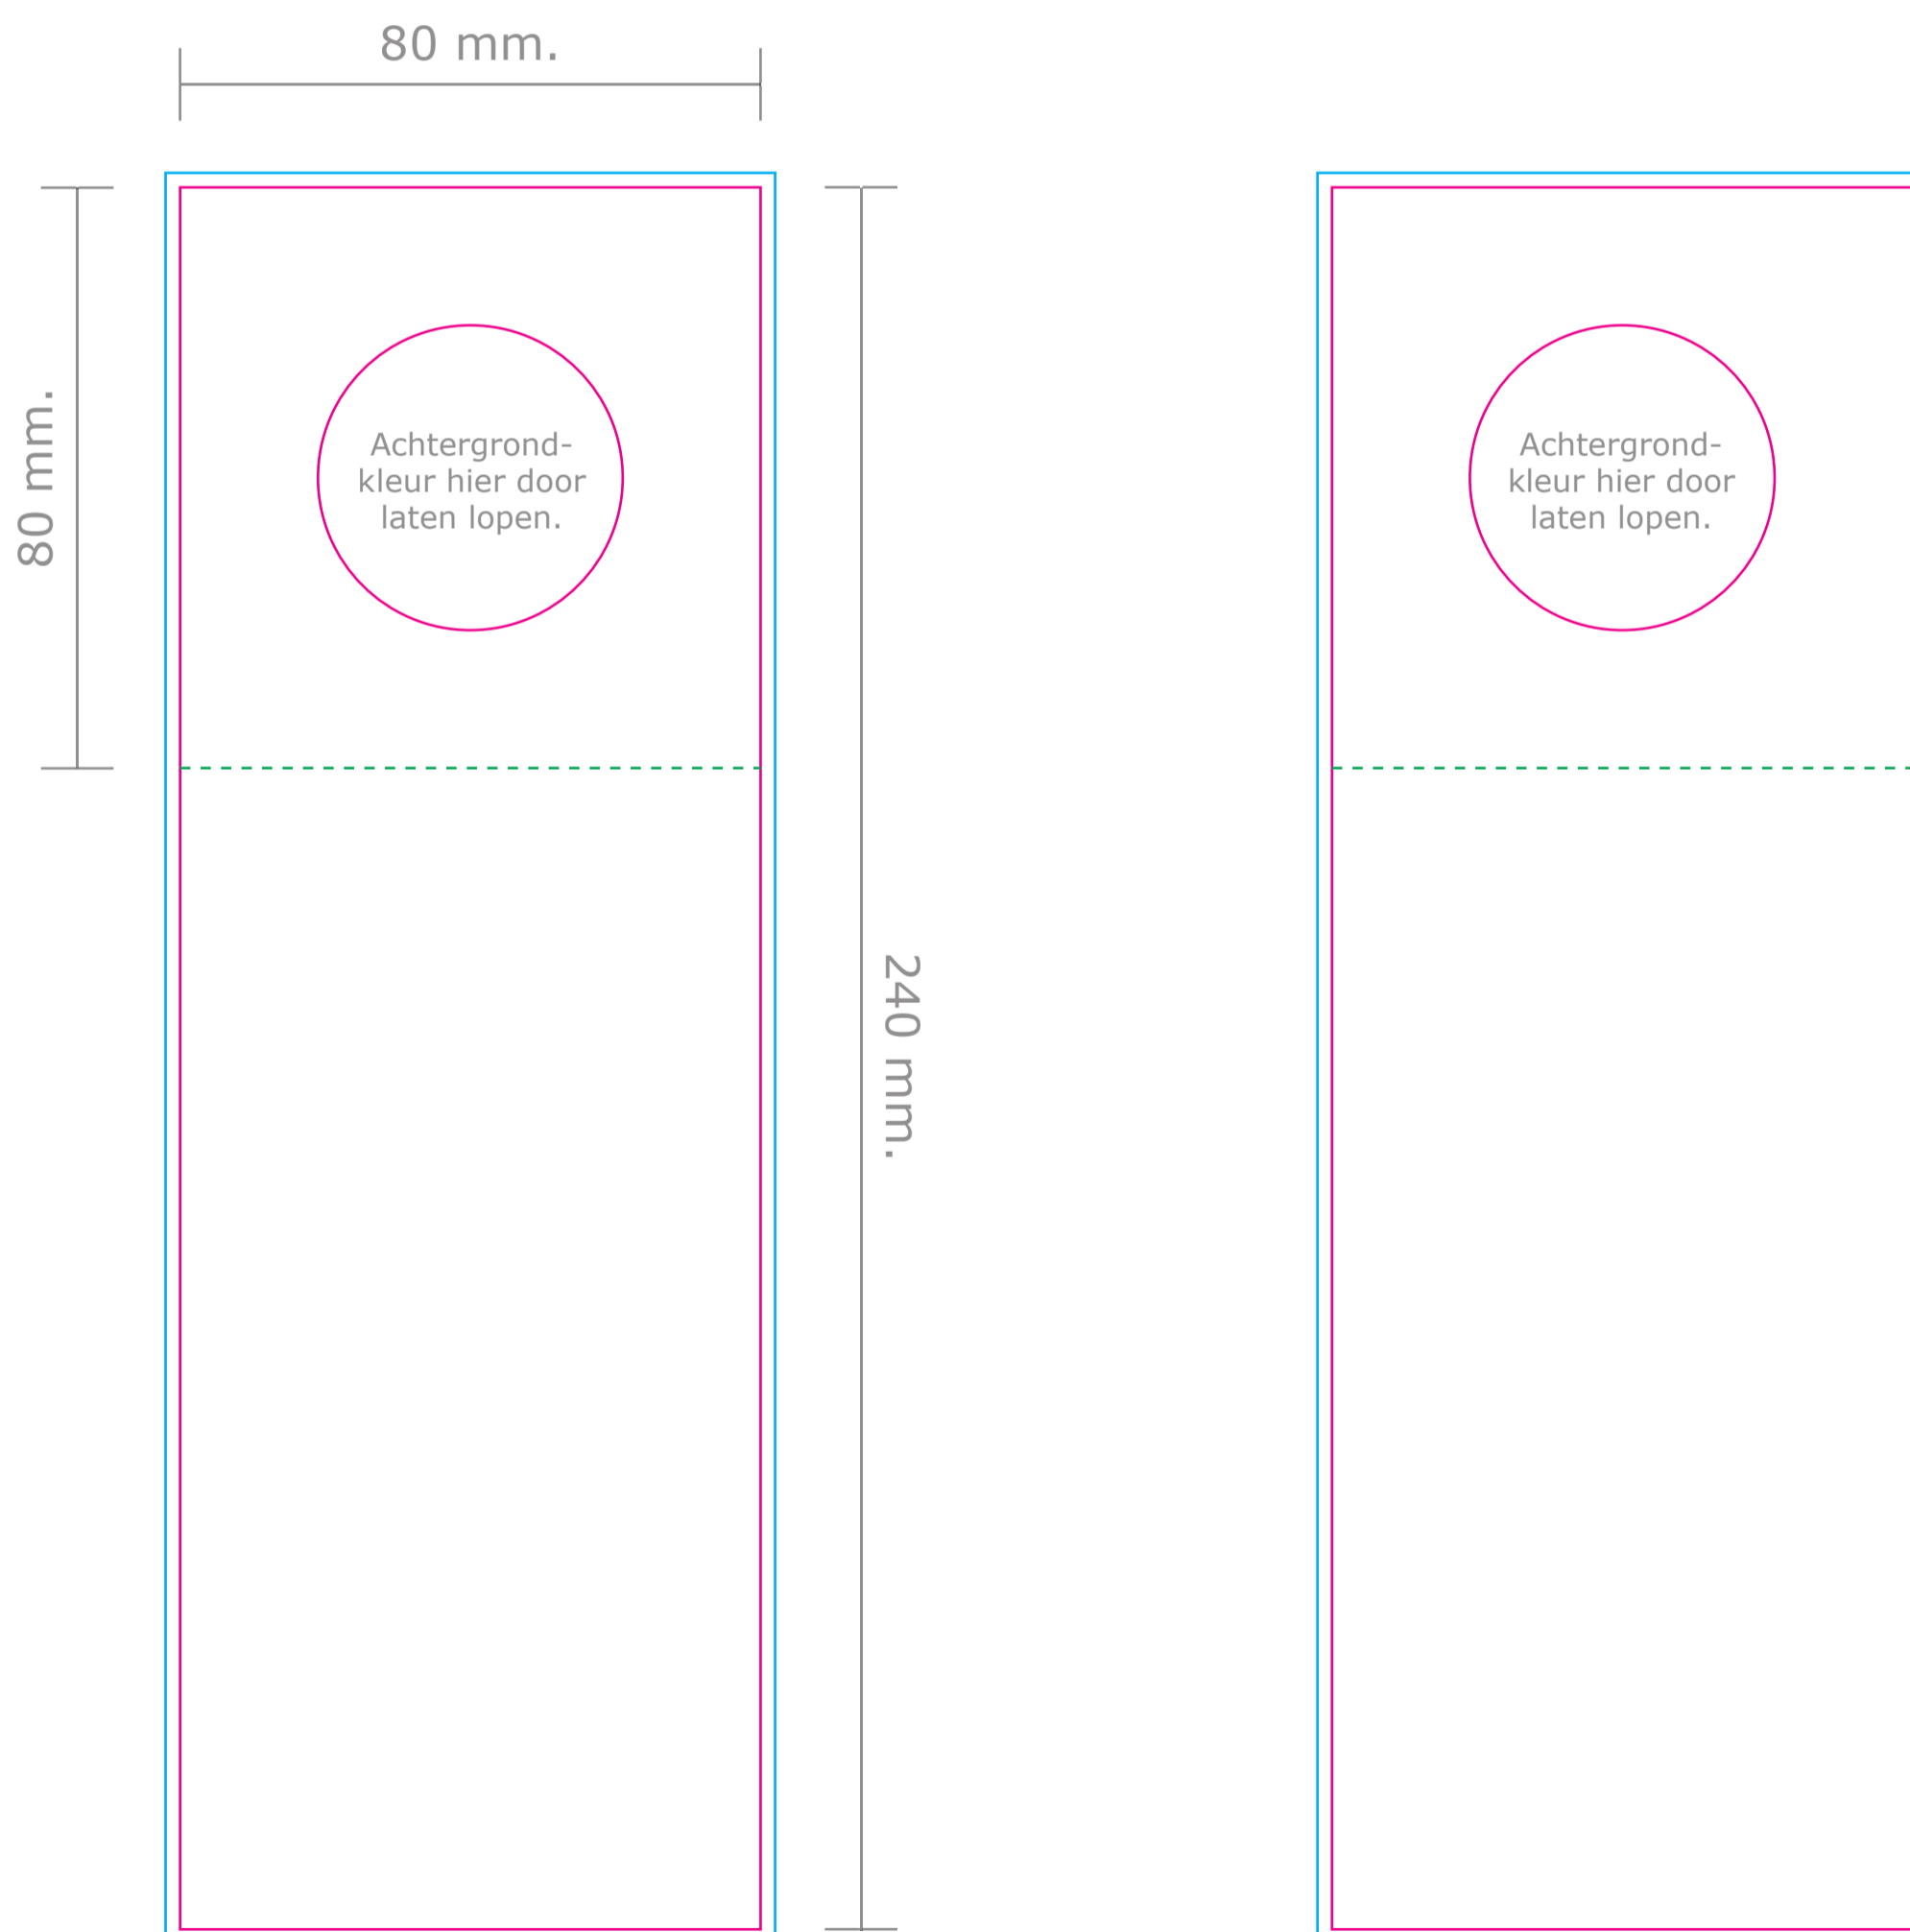 80 mm.
80 mm.
Achtergrond-
kleur hier door
laten lopen.
240 mm.
Achtergrond-
kleur hier door
laten lopen.